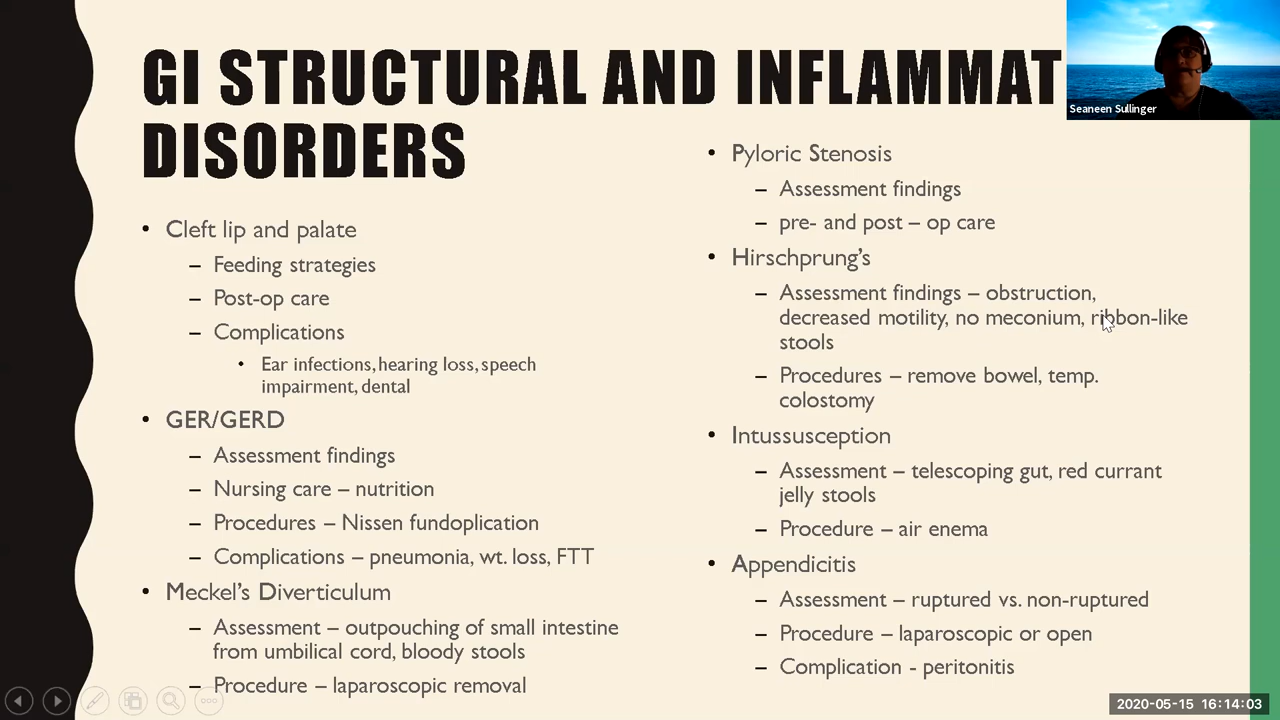 GI STRUCTURAL AND INFLAMMAT
DISORDERS
Seaneen Sullinger
• Cleft lip and palate
– Feeding strategies
– Post-op care
– Complications
• Ear infections, hearing loss, speech
impairment, dental
• GER/GERD
– Assessment findings
– Nursing care – nutrition
– Procedures – Nissen fundoplication
– Complications – pneumonia, wt. loss, FTT
• Meckel's Diverticulum
– Assessment – outpouching of small intestine
from umbilical cord, bloody stools
– Procedure – laparoscopic removal
• Pyloric Stenosis
– Assessment findings
– pre- and post – op care
• Hirschprung's
– Assessment findings – obstruction,
decreased motility, no meconium, ribbon-like
stools
– Procedures – remove bowel, temp.
colostomy
• Intussusception
– Assessment – telescoping gut, red currant
jelly stools
– Procedure – air enema
• Appendicitis
– Assessment – ruptured vs. non-ruptured
– Procedure – laparoscopic or open
– Complication - peritonitis
2020-05-15 16:14:03